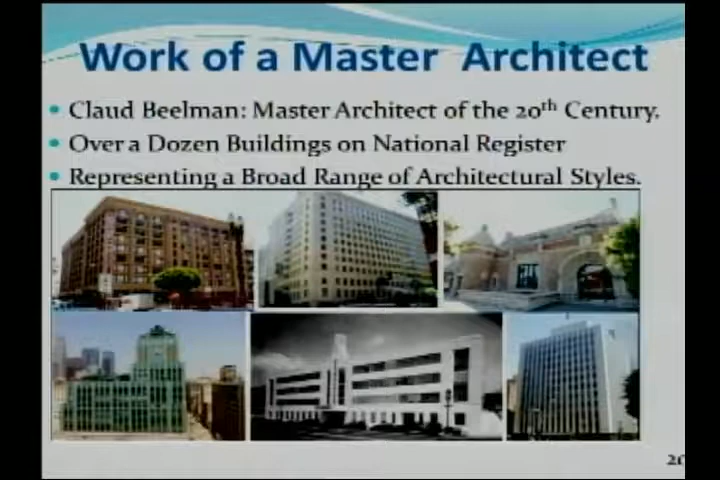 Work of a Master Architect
• Claud Beelman: Master Architect of the 20th Century.
• Over a Dozen Buildings on National Register
• Representing a Broad Range of Architectural Styles.